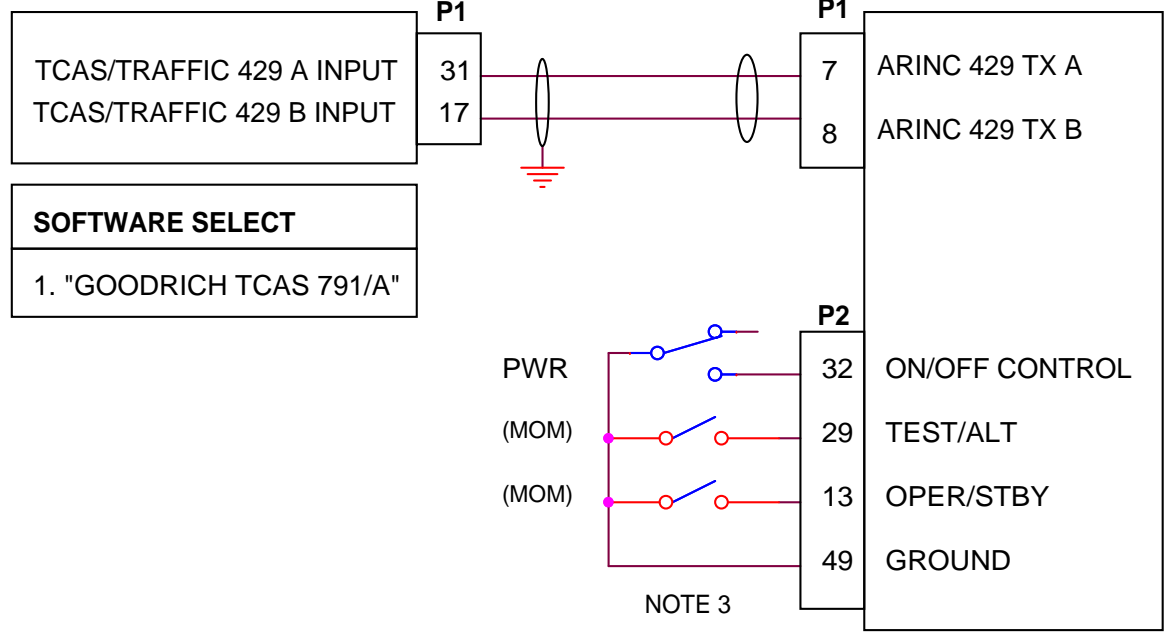 P1
TCAS/TRAFFIC 429 A INPUT 31
TCAS/TRAFFIC 429 B INPUT 17
P1
7 ARINC 429 TX A
8 ARINC 429 TX B
SOFTWARE SELECT
1. "GOODRICH TCAS 791/A"
P2
PWR 32 ON/OFF CONTROL
(MOM) 29 TEST/ALT
(MOM) 13 OPER/STBY
49 GROUND
NOTE 3